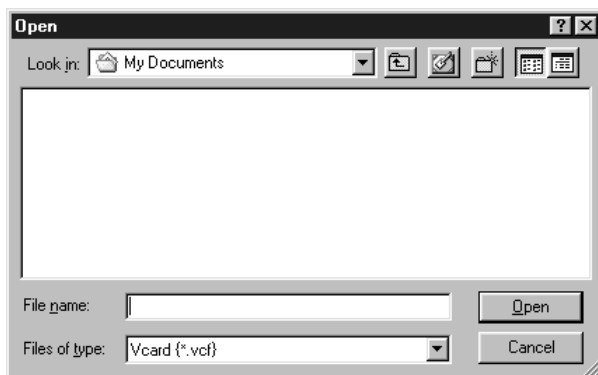 Open
Look in: My Documents
File name:
Open
Files of type: Vcard {*.vcf}
Cancel